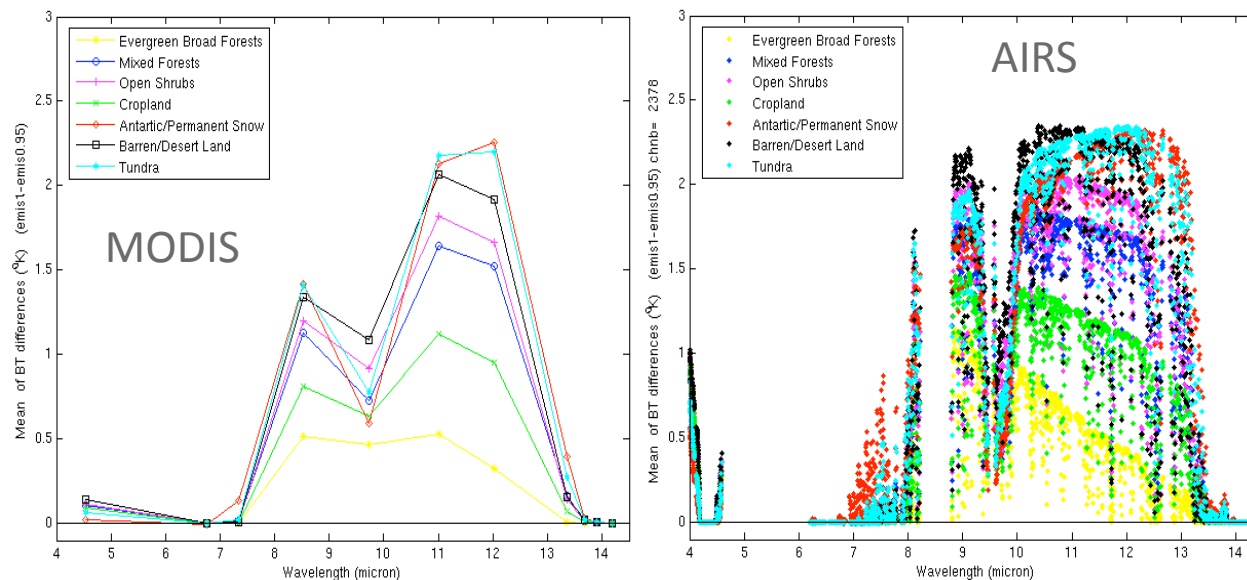 3
2.5
2
1.5
1
0.5
0
4 5 6 7 8 9 10 11 12 13 14
Wavelength (micron)
Mean of BT differences (⁰K) (emis1-emis0.95)
Evergreen Broad Forests
Mixed Forests
Open Shrubs
Cropland
Antartic/Permanent Snow
Barren/Desert Land
Tundra
MODIS
3
2.5
2
1.5
1
0.5
0
4 5 6 7 8 9 10 11 12 13 14
Wavelength (micron)
Mean of BT differences (⁰K) (emis1-emis0.95) chnb= 2378
Evergreen Broad Forests
Mixed Forests
Open Shrubs
Cropland
Antartic/Permanent Snow
Barren/Desert Land
Tundra
AIRS